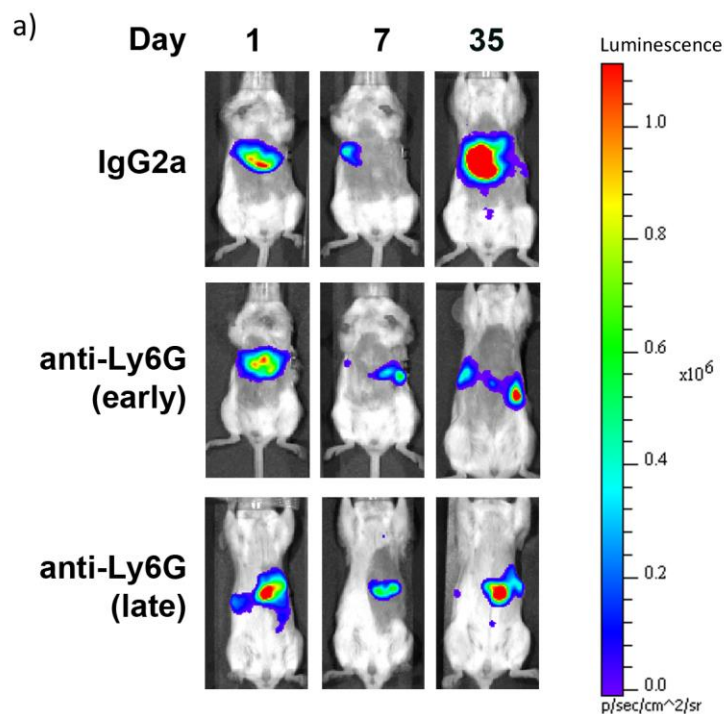 a)
Day 1 7 35
IgG2a
anti-Ly6G
(early)
anti-Ly6G
(late)
Luminescence
1.0
0.8
0.6
x10^6
0.4
0.2
0.0
p/sec/cm^2/sr